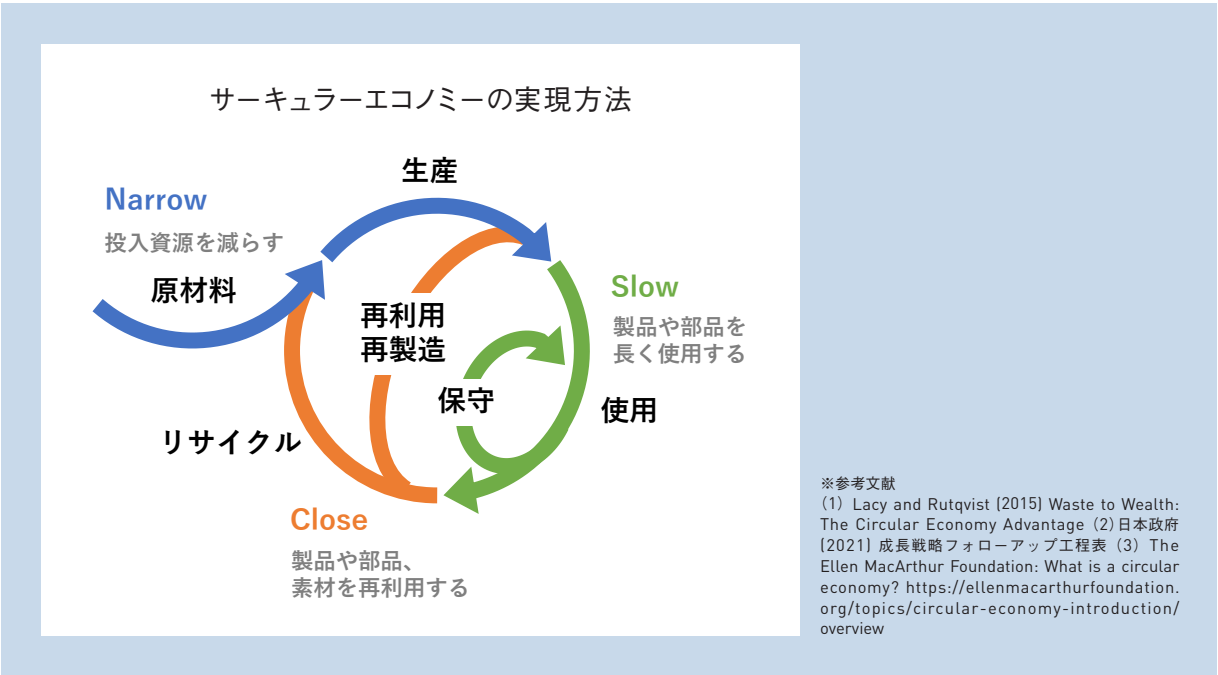 サーキュラーエコノミーの実現方法
生産
Narrow
投入資源を減らす
原材料
Slow
製品や部品を
長く使用する
再利用
再製造
保守
使用
リサイクル
Close
製品や部品、
素材を再利用する
※参考文献
(1) Lacy and Rutqvist (2015) Waste to Wealth:
The Circular Economy Advantage (2)日本政府
(2021) 成長戦略フォローアップ工程表 (3) The
Ellen MacArthur Foundation: What is a circular
economy? https://ellenmacarthurfoundation.
org/topics/circular-economy-introduction/
overview